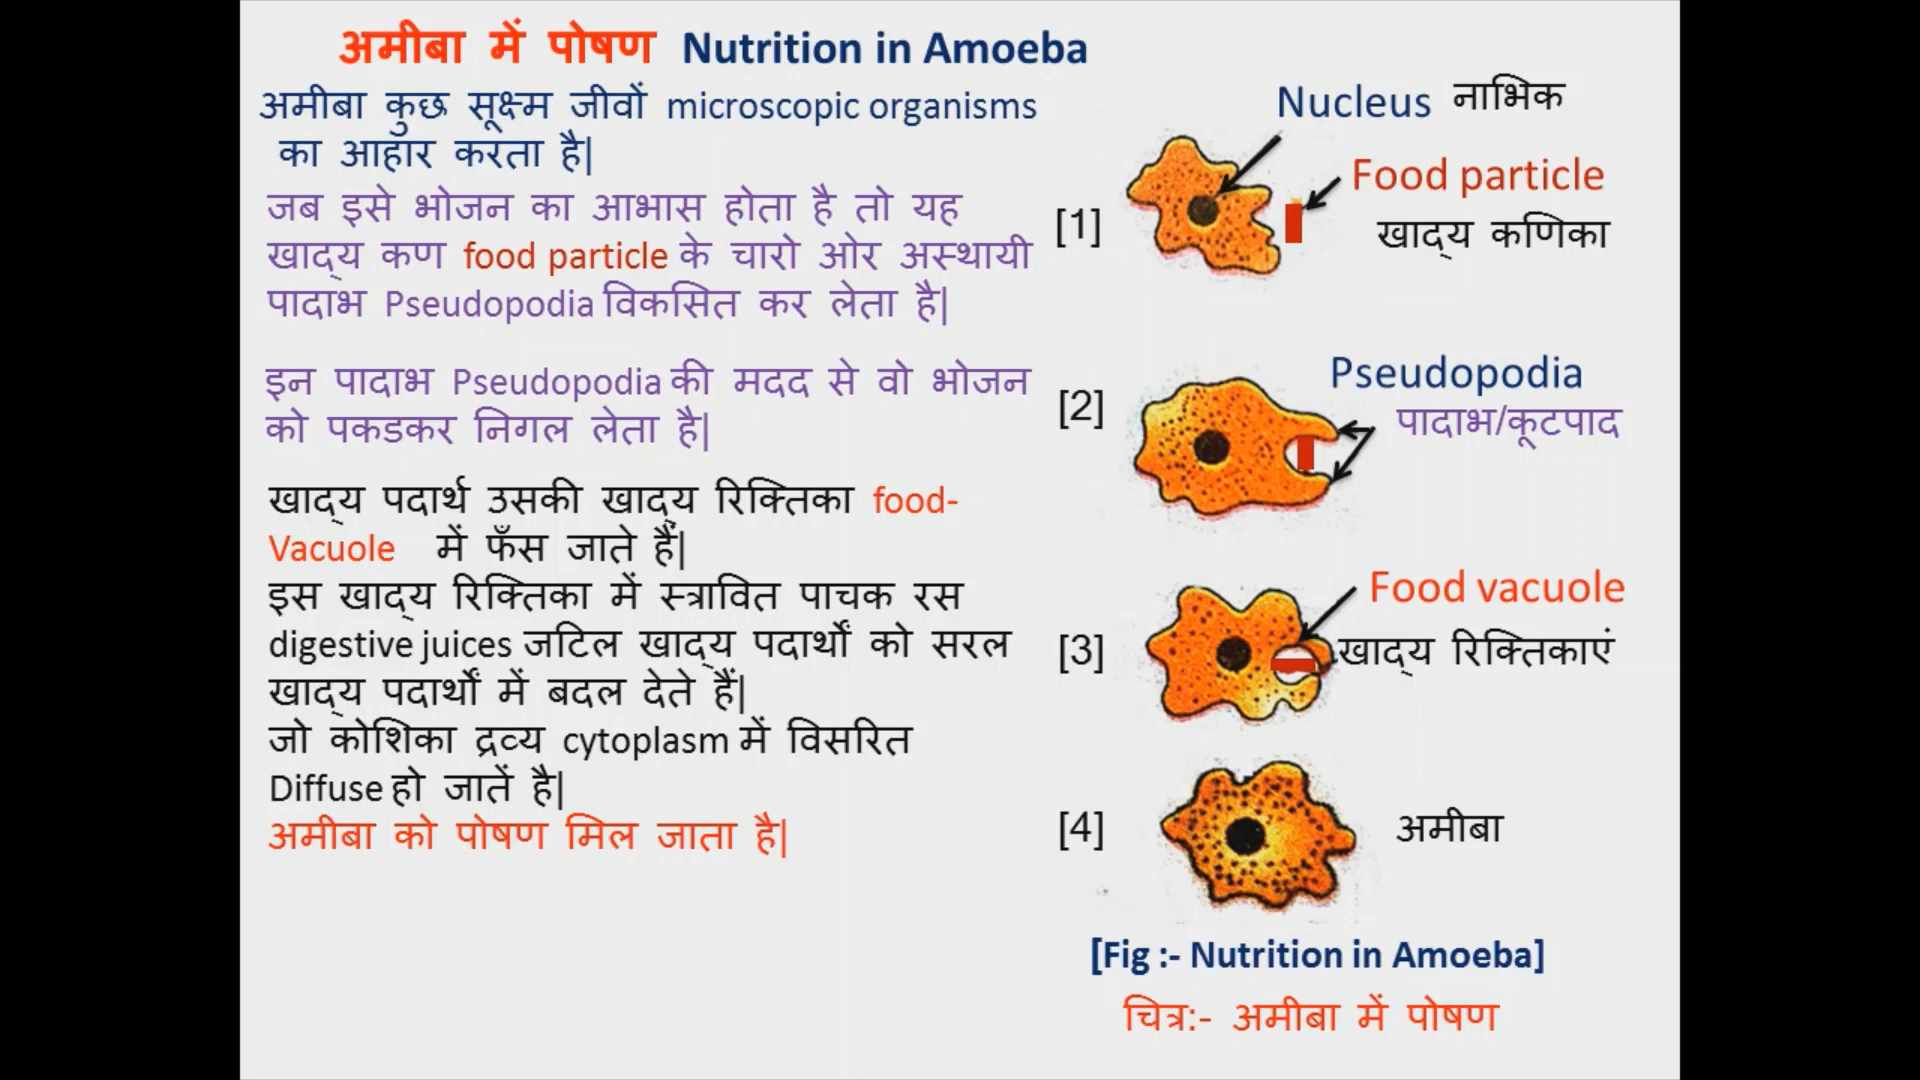 अमीबा में पोषण Nutrition in Amoeba
अमीबा कुछ सूक्ष्म जीवों microscopic organisms
का आहार करता है|
जब इसे भोजन का आभास होता है तो यह
खाद्य कण food particle के चारो ओर अस्थायी
पादाभ Pseudopodia विकसित कर लेता है|
इन पादाभ Pseudopodia की मदद से वो भोजन
को पकडकर निगल लेता है|
खाद्य पदार्थ उसकी खाद्य रिक्तिका food-
Vacuole में फँस जाते हैं|
इस खाद्य रिक्तिका में स्त्रावित पाचक रस
digestive juices जटिल खाद्य पदार्थों को सरल
खाद्य पदार्थों में बदल देते हैं|
जो कोशिका द्रव्य cytoplasm में विसरित
Diffuse हो जातें है|
अमीबा को पोषण मिल जाता है|
Nucleus नाभिक
Food particle
[1]
खाद्य कणिका
Pseudopodia
[2]
पादाभ/कूटपाद
Food vacuole
[3]
खाद्य रिक्तिकाएं
[4]
अमीबा
[Fig :- Nutrition in Amoeba]
चित्र:- अमीबा में पोषण